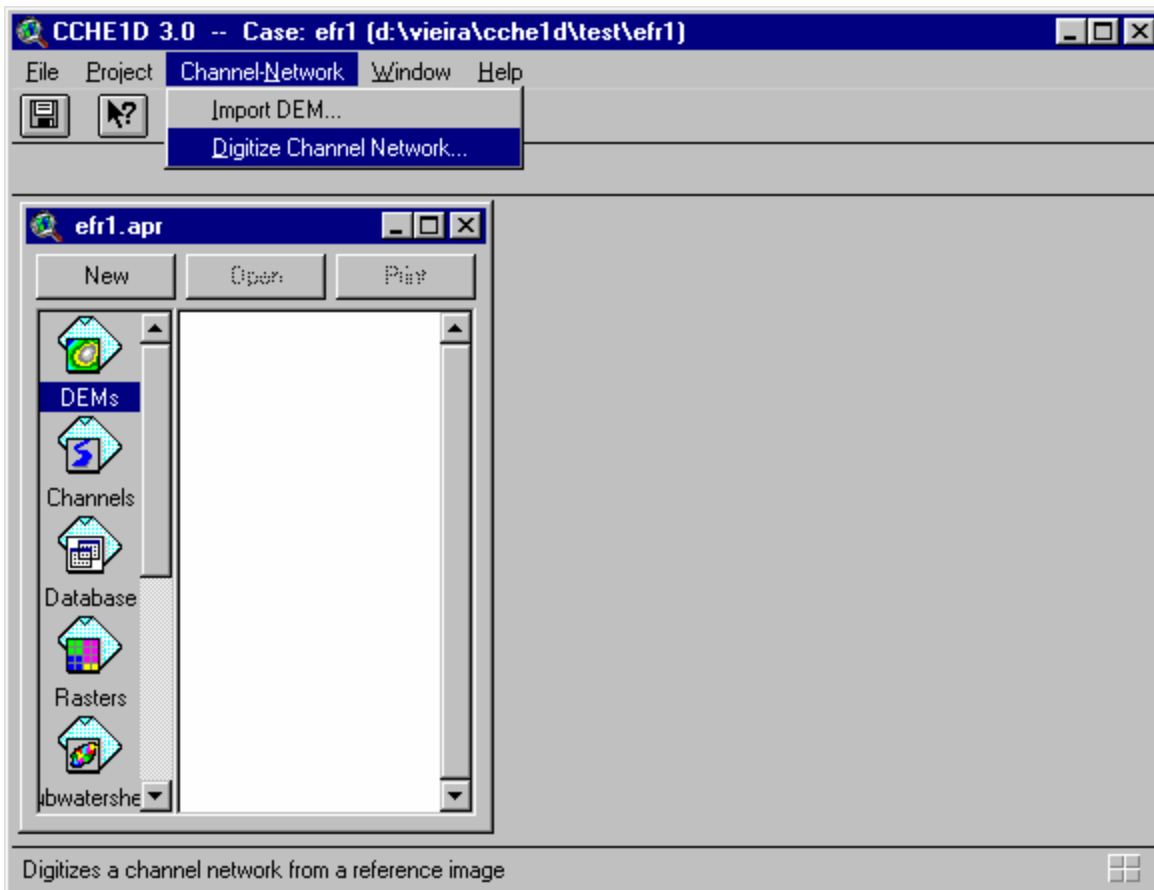 CCHE1D 3.0 -- Case: efr1 (d:\vieira\cche1d\test\efr1)
File Project Channel-Network Window Help
Import DEM...
Digitize Channel Network...
efr1.apr
New Open Print
DEMs
Channels
Database
Rasters
ubwatershe
Digitizes a channel network from a reference image